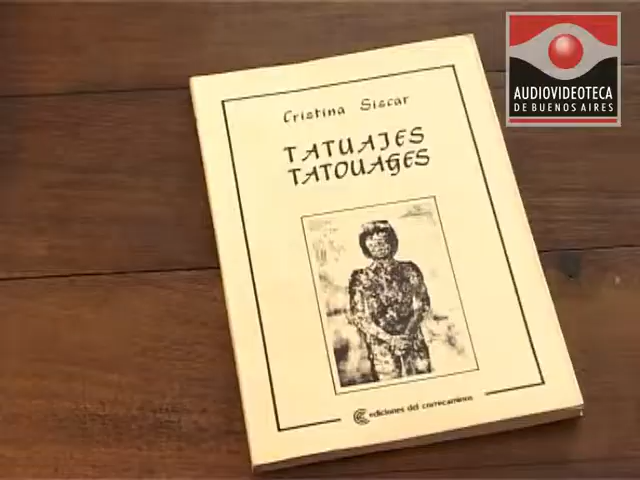 Cristina Siscar
TATUAJES
TATOUAGES
ediciones del correcaminos
AUDIOVIDEOTECA
DE BUENOS AIRES